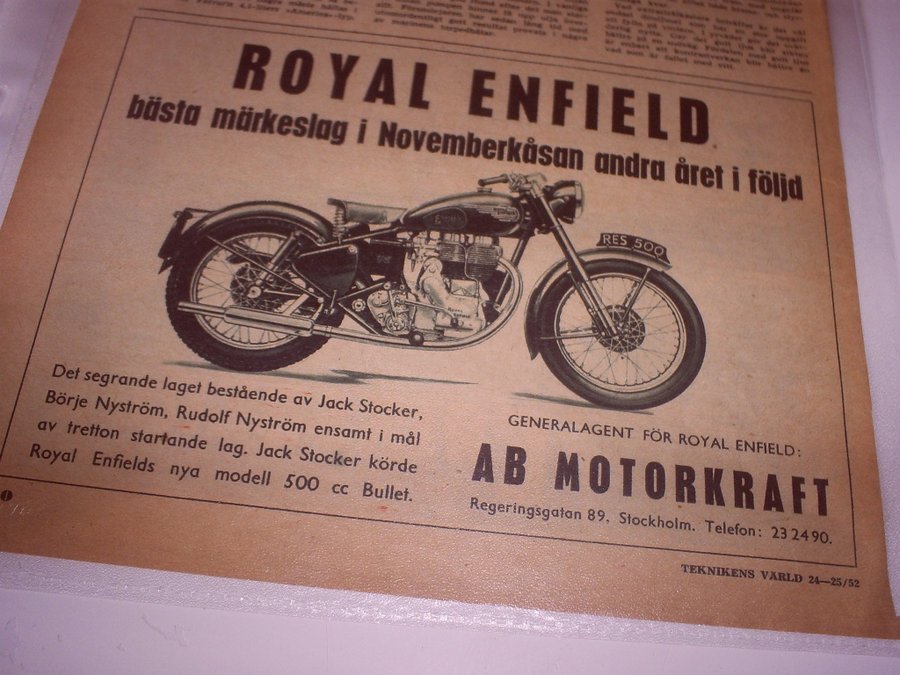 ROYAL ENFIELD
bästa märkeslag i Novemberkåsan andra året i följd
RES 500
Det segrande laget bestående av Jack Stocker,
Börje Nyström, Rudolf Nyström ensamt i mål
av tretton startande lag. Jack Stocker körde
Royal Enfields nya modell 500 cc Bullet.
GENERALAGENT FÖR ROYAL ENFIELD:
AB MOTORKRAFT
Regeringsgatan 89, Stockholm. Telefon: 23 24 90.
TEKNIKENS VÄRLD 24—25/52